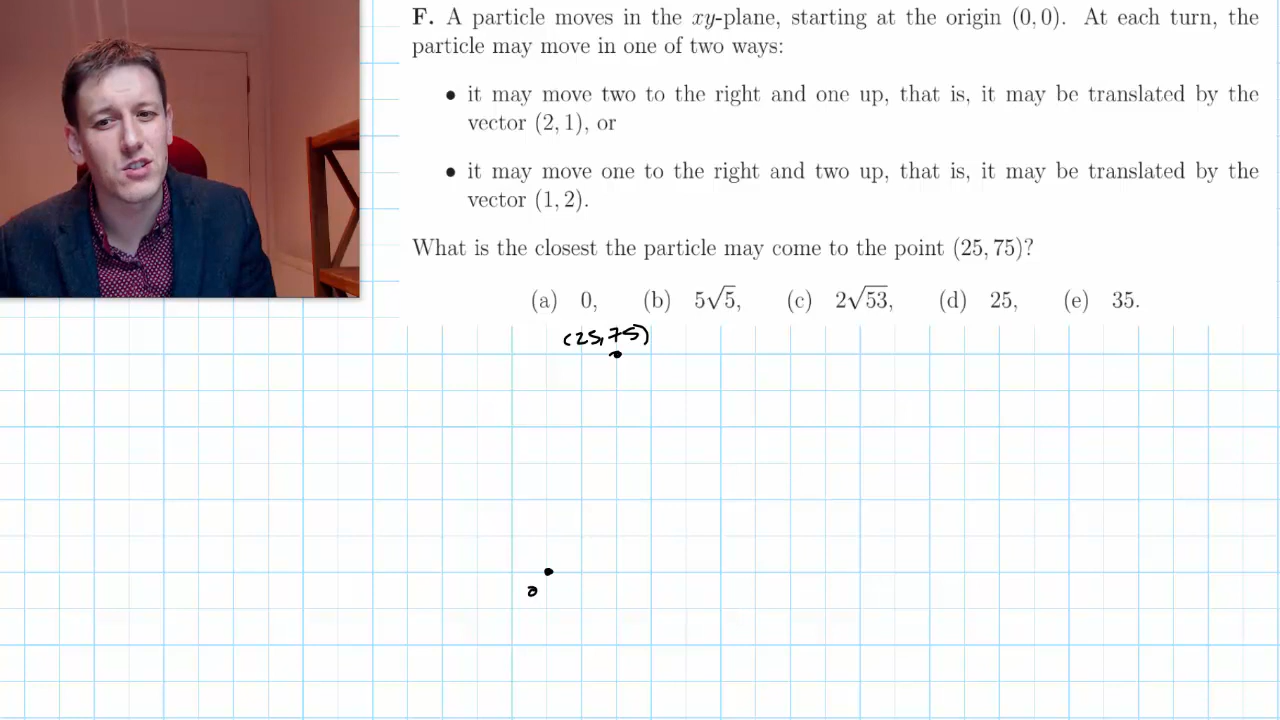 F. A particle moves in the xy-plane, starting at the origin (0, 0). At each turn, the
particle may move in one of two ways:
• it may move two to the right and one up, that is, it may be translated by the
vector (2, 1), or
• it may move one to the right and two up, that is, it may be translated by the
vector (1, 2).
What is the closest the particle may come to the point (25, 75)?
(a) 0, (b) 5√5, (c) 2√53, (d) 25, (e) 35.
(25,75)
0